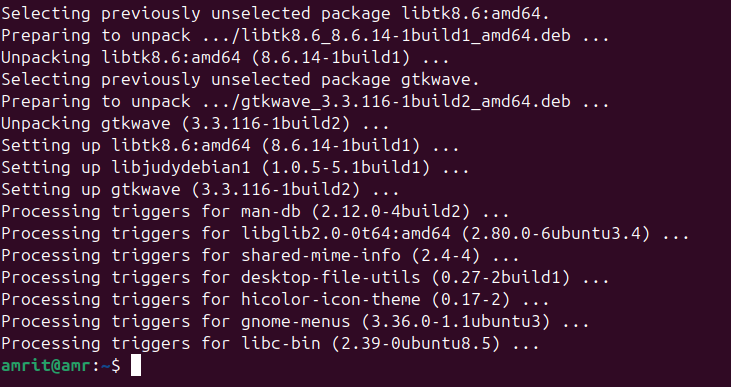 Selecting previously unselected package libtk8.6:amd64.
Preparing to unpack .../libtk8.6_8.6.14-1build1_amd64.deb ...
Unpacking libtk8.6:amd64 (8.6.14-1build1) ...
Selecting previously unselected package gtkwave.
Preparing to unpack .../gtkwave_3.3.116-1build2_amd64.deb ...
Unpacking gtkwave (3.3.116-1build2) ...
Setting up libtk8.6:amd64 (8.6.14-1build1) ...
Setting up libjudydebian1 (1.0.5-5.1build1) ...
Setting up gtkwave (3.3.116-1build2) ...
Processing triggers for man-db (2.12.0-4build2) ...
Processing triggers for libglib2.0-0t64:amd64 (2.80.0-6ubuntu3.4) ...
Processing triggers for shared-mime-info (2.4-4) ...
Processing triggers for desktop-file-utils (0.27-2build1) ...
Processing triggers for hicolor-icon-theme (0.17-2) ...
Processing triggers for gnome-menus (3.36.0-1.1ubuntu3) ...
Processing triggers for libc-bin (2.39-0ubuntu8.5) ...
amrit@amr:~$